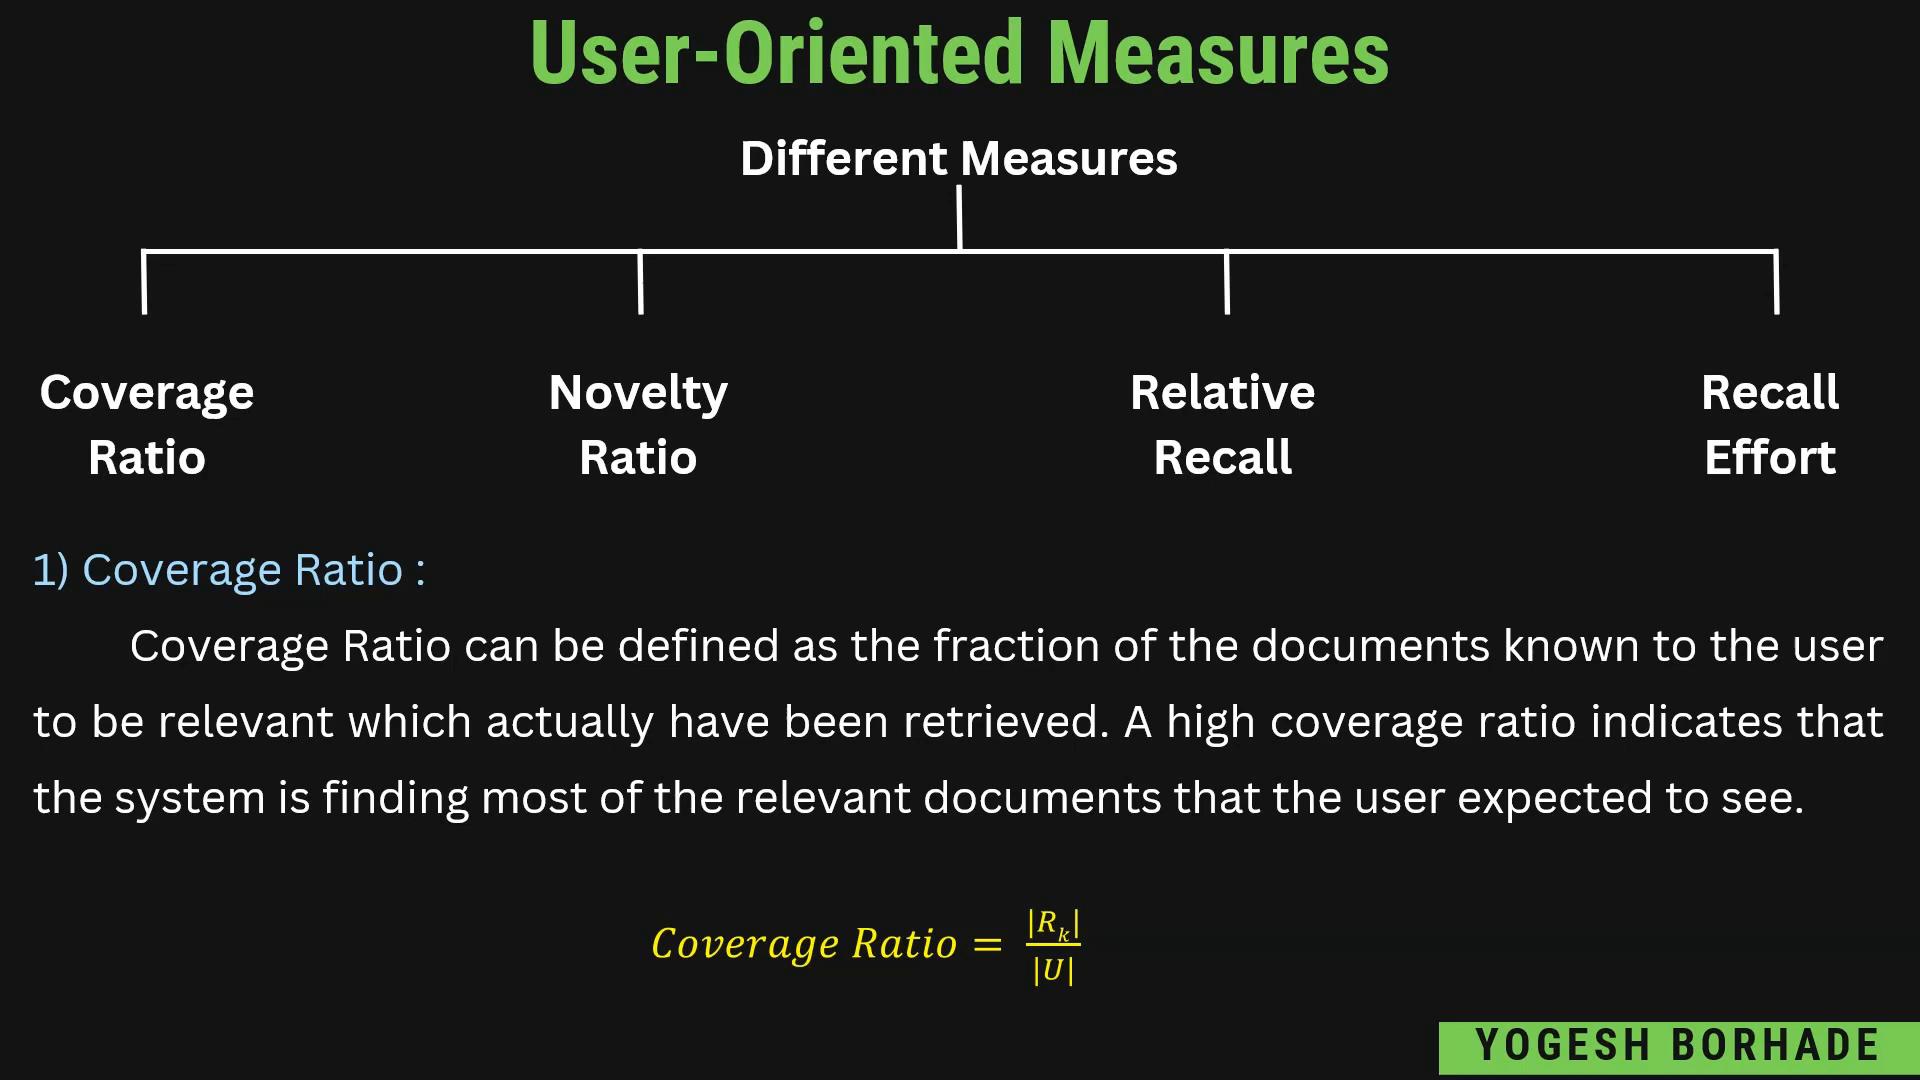 User-Oriented Measures
Different Measures
Coverage Ratio
Novelty Ratio
Relative Recall
Recall Effort
1) Coverage Ratio :
Coverage Ratio can be defined as the fraction of the documents known to the user
to be relevant which actually have been retrieved. A high coverage ratio indicates that
the system is finding most of the relevant documents that the user expected to see.
Coverage Ratio = |R_k| / |U|
YOGESH BORHADE